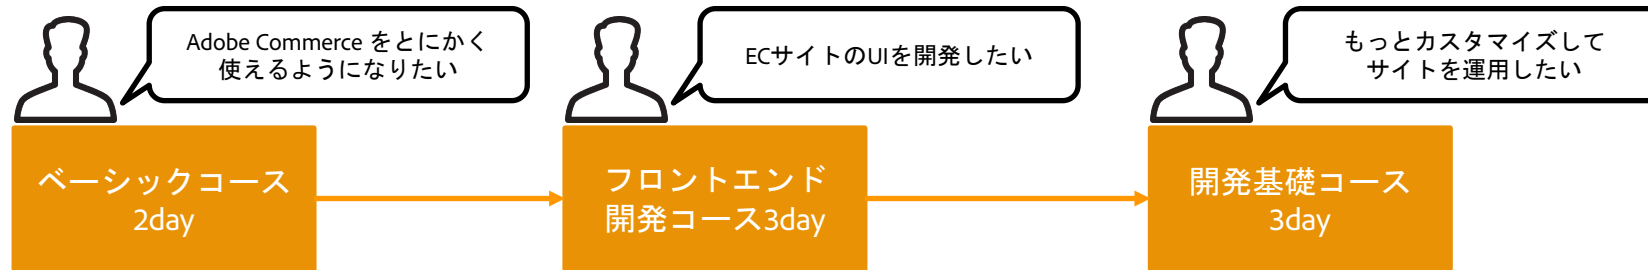 Adobe Commerce をとにかく
使えるようになりたい
ECサイトのUIを開発したい
もっとカスタマイズして
サイトを運用したい
ベーシックコース
2day
フロントエンド
開発コース3day
開発基礎コース
3day